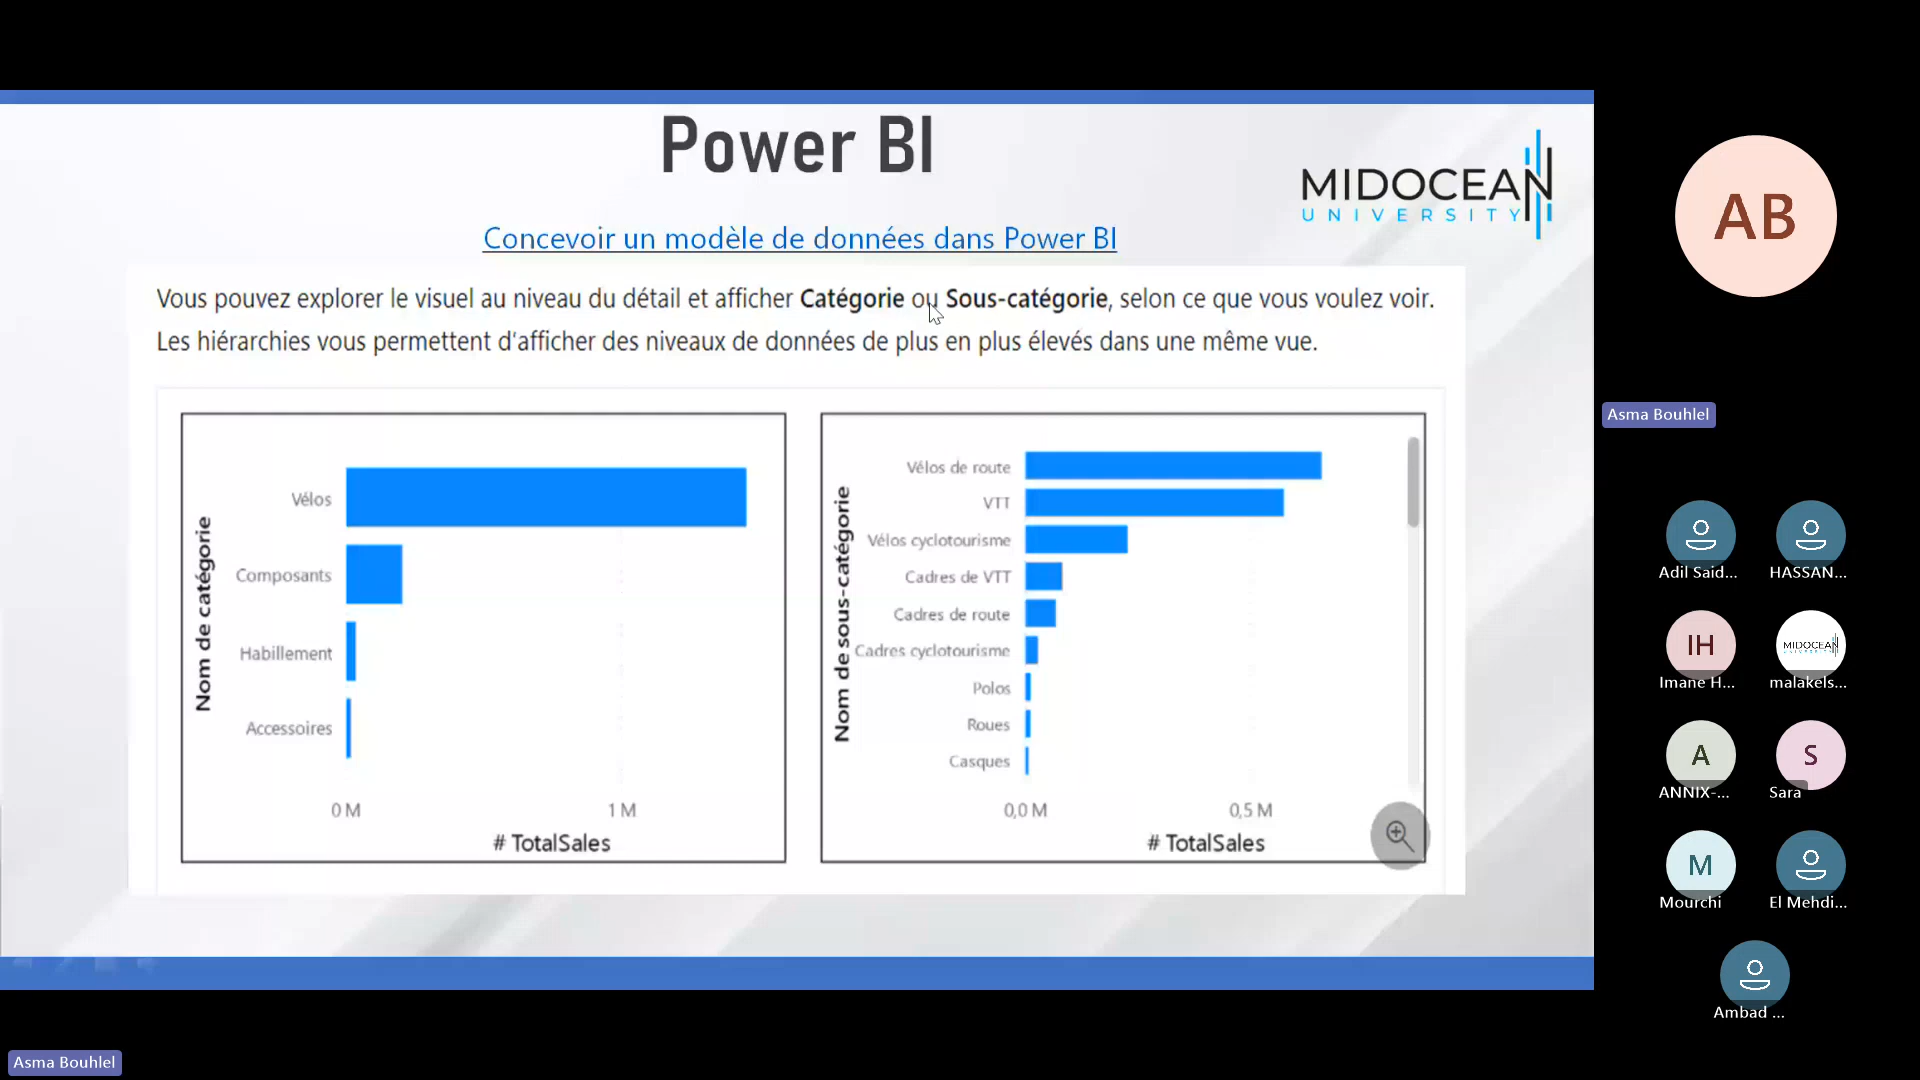 Power BI
MIDOCEAN
UNIVERSITY
Concevoir un modèle de données dans Power BI
Vous pouvez explorer le visuel au niveau du détail et afficher Catégorie ou Sous-catégorie, selon ce que vous voulez voir.
Les hiérarchies vous permettent d'afficher des niveaux de données de plus en plus élevés dans une même vue.
Nom de catégorie
Vélos
Composants
Habillement
Accessoires
0 M
1 M
# TotalSales
Nom de sous-catégorie
Vélos de route
VTT
Vélos cyclotourisme
Cadres de VTT
Cadres de route
Cadres cyclotourisme
Polos
Roues
Casques
0,0 M
0,5 M
# TotalSales
AB
Asma Bouhlel
Adil Said...
HASSAN...
IH
Imane H...
MIDOCEAN
malakels...
A
ANNIX-...
S
Sara
M
Mourchi
El Mehdi...
Ambad ...
Asma Bouhlel